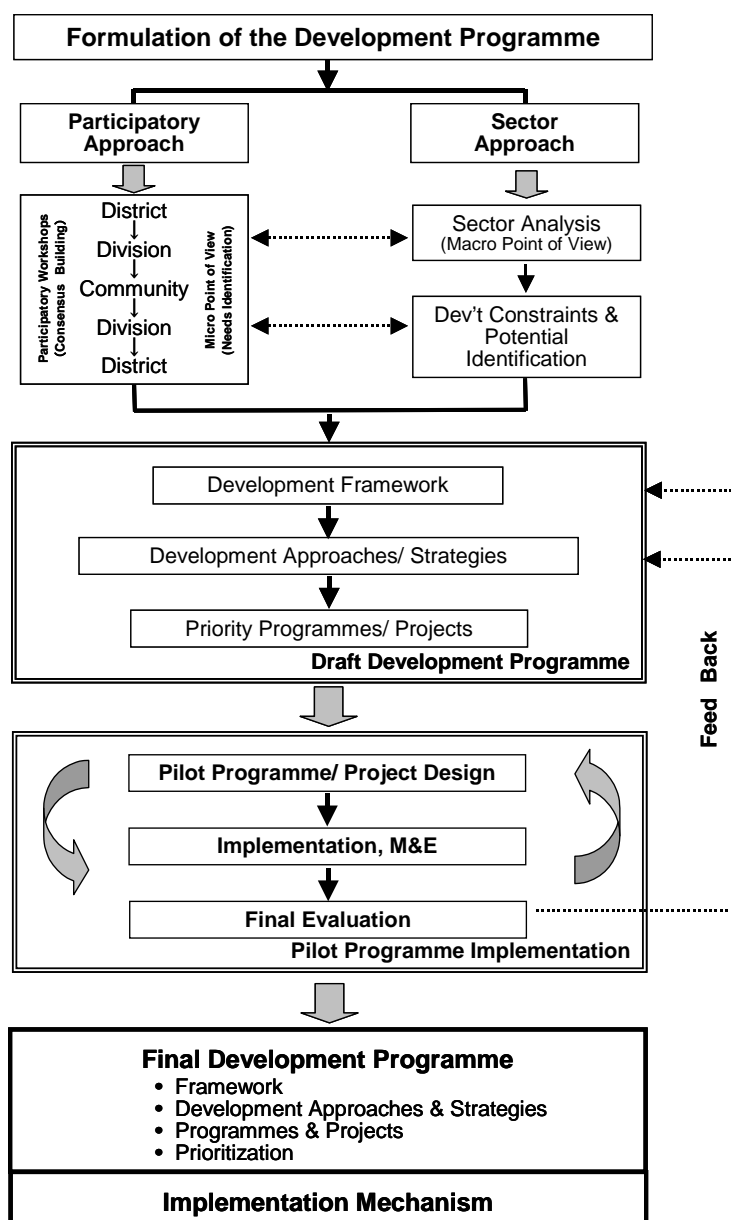 Formulation of the Development Programme
Participatory
Approach
Sector
Approach
Participatory Workshops
(Consensus Building)
District
Division
Community
Division
District
Micro Point of View
(Needs Identification)
Sector Analysis
(Macro Point of View)
Dev't Constraints &
Potential
Identification
Development Framework
Development Approaches/ Strategies
Priority Programmes/ Projects
Draft Development Programme
Feed Back
Pilot Programme/ Project Design
Implementation, M&E
Final Evaluation
Pilot Programme Implementation
Final Development Programme
• Framework
• Development Approaches & Strategies
• Programmes & Projects
• Prioritization
Implementation Mechanism